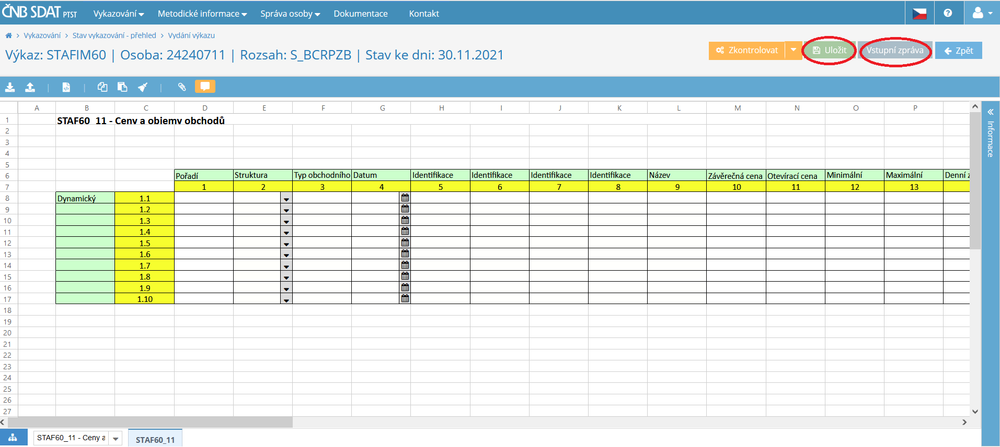 ČNB SDAT PTST Vykazování Metodické informace Správa osoby Dokumentace Kontakt
Vykazování > Stav vykazování - přehled > Vydání výkazu
Výkaz: STAFIM60 | Osoba: 24240711 | Rozsah: S_BCRPZB | Stav ke dni: 30.11.2021
Zkontrolovat Uložit Vstupní zpráva Zpět
A B C D E F G H I J K L M N O P
1 STAF60_11 - Ceny a objemy obchodů
2
3
4
5
6 Pořadí Struktura Typ obchodního Datum Identifikace Identifikace Identifikace Identifikace Název Závěrečná cena Otevírací cena Minimální Maximální Denní z
7 1 2 3 4 5 6 7 8 9 10 11 12 13
8 Dynamický 1.1
9 1.2
10 1.3
11 1.4
12 1.5
13 1.6
14 1.7
15 1.8
16 1.9
17 1.10
18
19
20
21
22
23
24
25
26
27
Informace
STAF60_11 - Ceny a STAF60_11